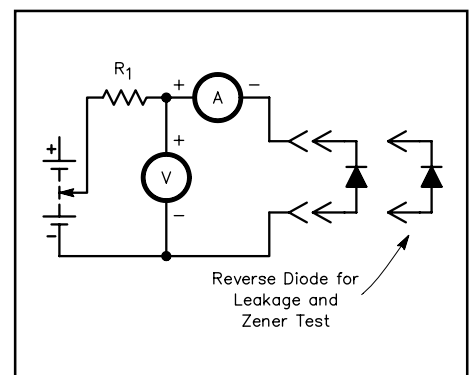 R1
+
A
-
+
V
-
+
-
Reverse Diode for
Leakage and
Zener Test